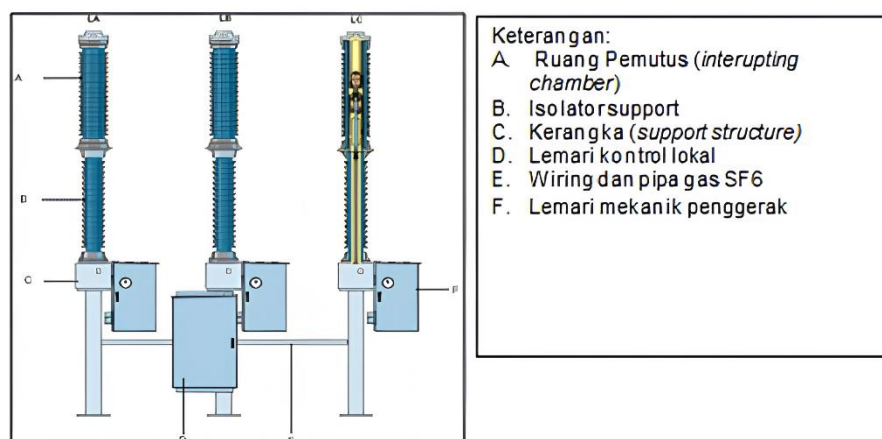 LA LB LC
A
Keterangan:
A. Ruang Pemutus (interupting
chamber)
B. Isolator support
C. Kerangka (support structure)
D. Lemari kontrol lokal
E. Wiring dan pipa gas SF6
F. Lemari mekanik penggerak
F